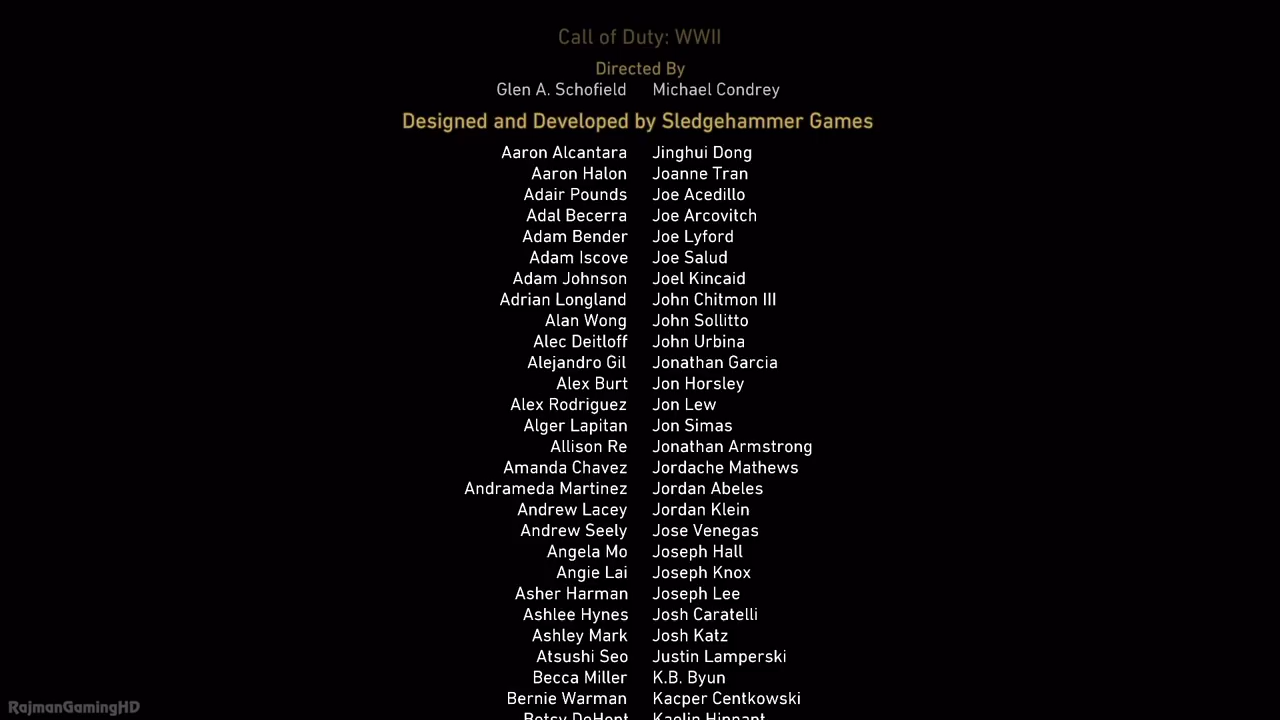 Call of Duty: WWII
Directed By
Glen A. Schofield Michael Condrey
Designed and Developed by Sledgehammer Games
Aaron Alcantara Jinghui Dong
Aaron Halon Joanne Tran
Adair Pounds Joe Acedillo
Adal Becerra Joe Arcovitch
Adam Bender Joe Lyford
Adam Iscove Joe Salud
Adam Johnson Joel Kincaid
Adrian Longland John Chitmon III
Alan Wong John Sollitto
Alec Deitloff John Urbina
Alejandro Gil Jonathan Garcia
Alex Burt Jon Horsley
Alex Rodriguez Jon Lew
Alger Lapitan Jon Simas
Allison Re Jonathan Armstrong
Amanda Chavez Jordache Mathews
Andrameda Martinez Jordan Abeles
Andrew Lacey Jordan Klein
Andrew Seely Jose Venegas
Angela Mo Joseph Hall
Angie Lai Joseph Knox
Asher Harman Joseph Lee
Ashlee Hynes Josh Caratelli
Ashley Mark Josh Katz
Atsushi Seo Justin Lamperski
Becca Miller K.B. Byun
Bernie Warman Kacper Centkowski
Betsy DeHont Kaelin Hinnant
RajmanGamingHD